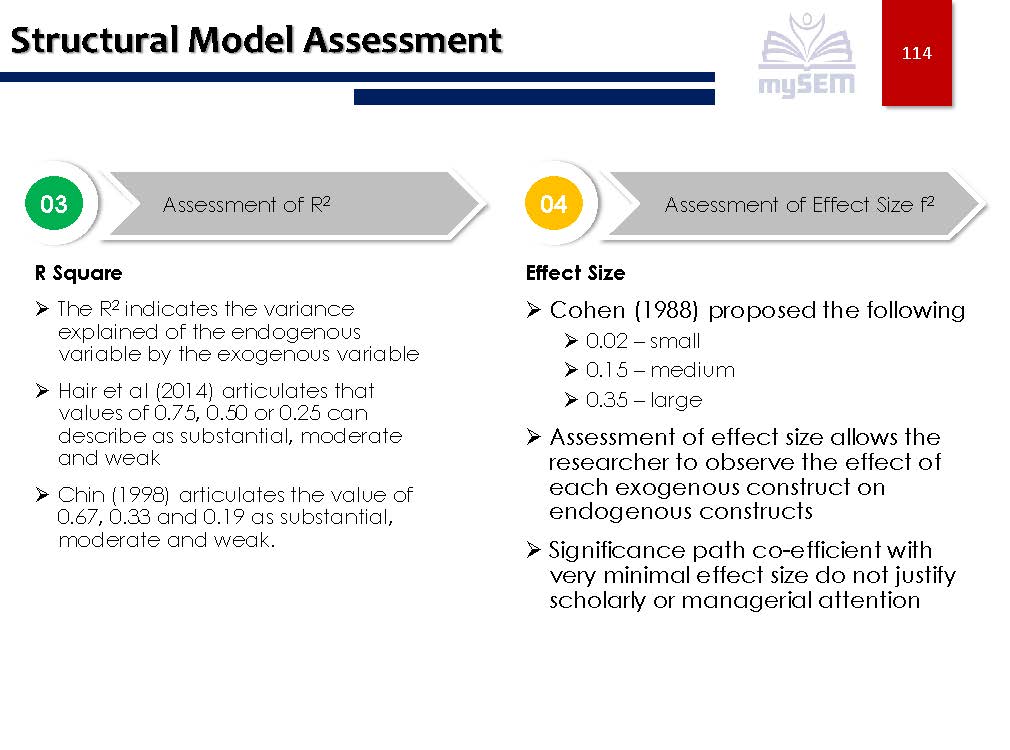 Structural Model Assessment
mySEM
114
03
Assessment of R²
04
Assessment of Effect Size f²
R Square
➢ The R² indicates the variance
explained of the endogenous
variable by the exogenous variable
➢ Hair et al (2014) articulates that
values of 0.75, 0.50 or 0.25 can
describe as substantial, moderate
and weak
➢ Chin (1998) articulates the value of
0.67, 0.33 and 0.19 as substantial,
moderate and weak.
Effect Size
➢ Cohen (1988) proposed the following
➢ 0.02 – small
➢ 0.15 – medium
➢ 0.35 – large
➢ Assessment of effect size allows the
researcher to observe the effect of
each exogenous construct on
endogenous constructs
➢ Significance path co-efficient with
very minimal effect size do not justify
scholarly or managerial attention